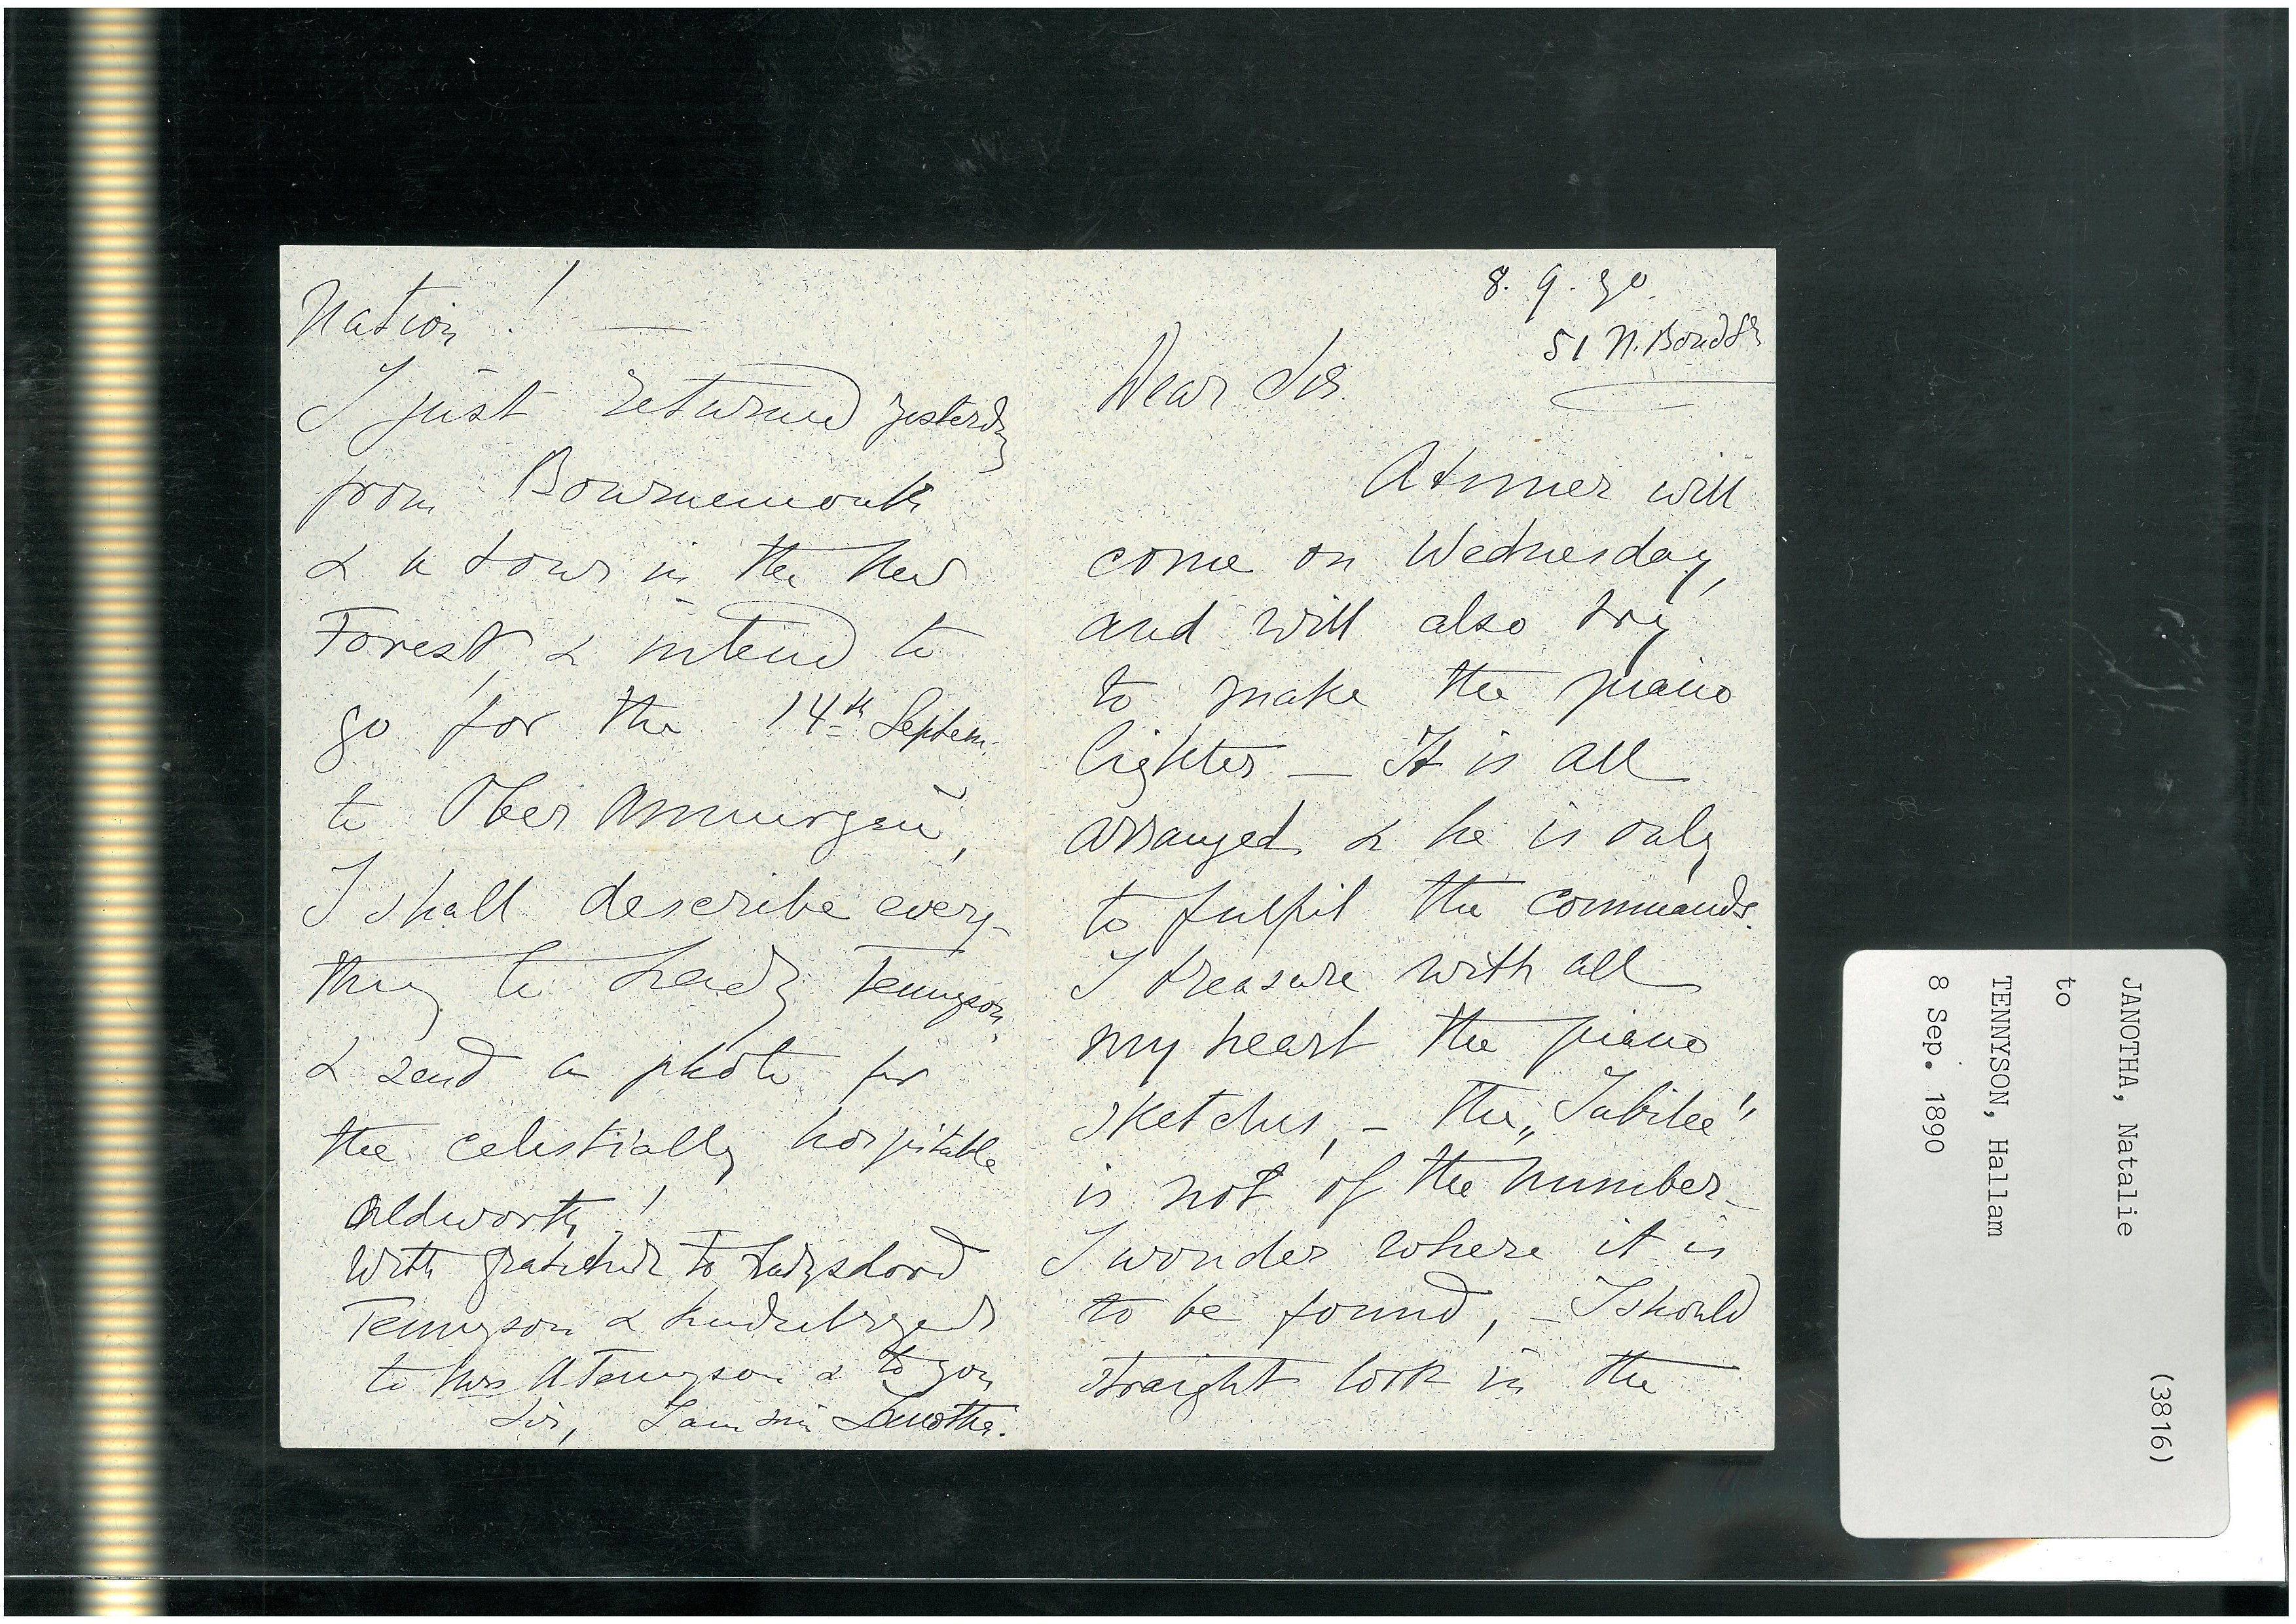 8. 9. 90.
51 N. Bond St
Dear Sir.
A tuner will
come on Wednesday,
and will also try
to make the piano
lighter — It is all
arranged & he is only
to fulfil the commands.
I treasure with all
my heart the piano
sketches, – the „Jubilee"
is not of the number –
I wonder where it is
to be found, – I should
straight look in the
Nation! —
I just returned yesterday
from Bournemouth
& a tour in the New
Forest, & intend to
go for the 14th Septem.
to Ober Ammergau,
I shall describe every-
thing to Lady Tennyson,
& send a photo for
the celestially hospitable
Aldworth!
With gratitude to Lady & Lord
Tennyson & kindest regards
to Mrs H Tennyson & to you
Sir, I am Janotha.
JANOTHA, Natalie (3816)
to
TENNYSON, Hallam
8 Sep. 1890